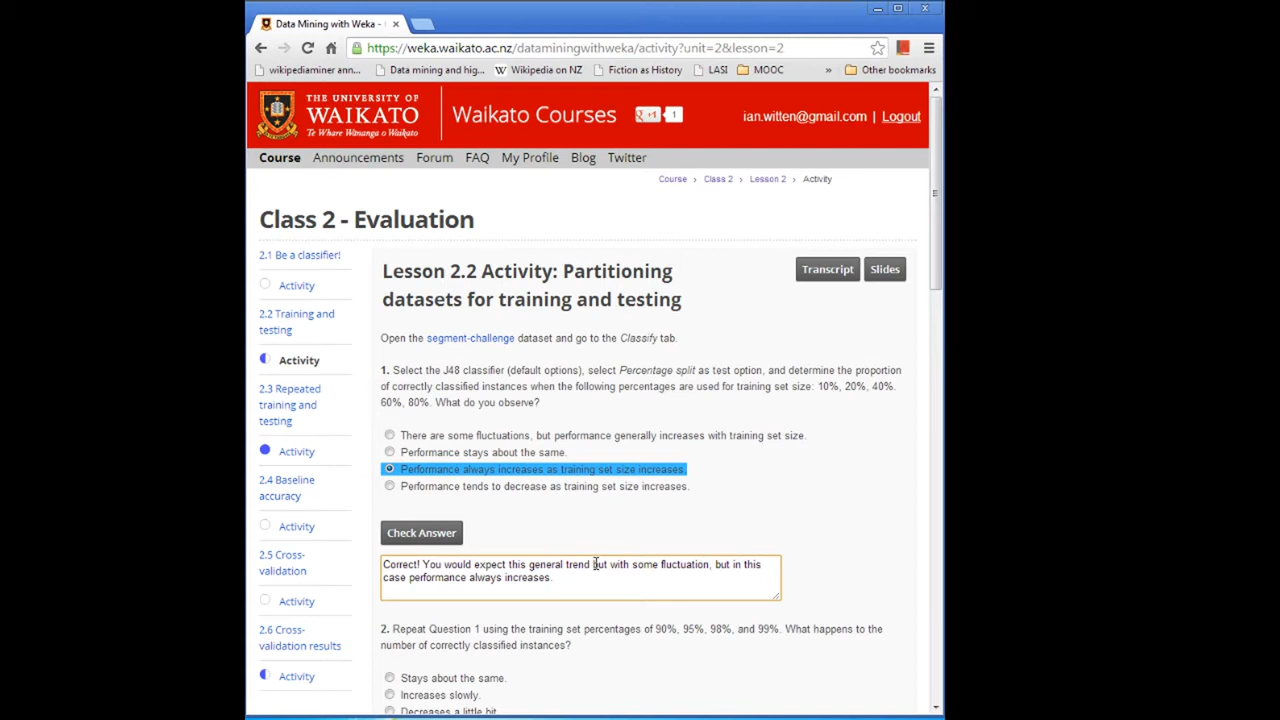 Data Mining with Weka -
https://weka.waikato.ac.nz/dataminingwithweka/activity?unit=2&lesson=2
wikipediaminer ann... Data mining and hig... Wikipedia on NZ Fiction as History LASI MOOC » Other bookmarks
THE UNIVERSITY OF
WAIKATO
Te Whare Wānanga o Waikato
Waikato Courses
+1 1
ian.witten@gmail.com | Logout
Course Announcements Forum FAQ My Profile Blog Twitter
Course › Class 2 › Lesson 2 › Activity
Class 2 - Evaluation
2.1 Be a classifier!
Activity
2.2 Training and
testing
Activity
2.3 Repeated
training and
testing
Activity
2.4 Baseline
accuracy
Activity
2.5 Cross-
validation
Activity
2.6 Cross-
validation results
Activity
Lesson 2.2 Activity: Partitioning
datasets for training and testing
Transcript Slides
Open the segment-challenge dataset and go to the Classify tab.
1. Select the J48 classifier (default options), select Percentage split as test option, and determine the proportion
of correctly classified instances when the following percentages are used for training set size: 10%, 20%, 40%.
60%, 80%. What do you observe?
There are some fluctuations, but performance generally increases with training set size.
Performance stays about the same.
Performance always increases as training set size increases.
Performance tends to decrease as training set size increases.
Check Answer
Correct! You would expect this general trend but with some fluctuation, but in this
case performance always increases.
2. Repeat Question 1 using the training set percentages of 90%, 95%, 98%, and 99%. What happens to the
number of correctly classified instances?
Stays about the same.
Increases slowly.
Decreases a little bit.